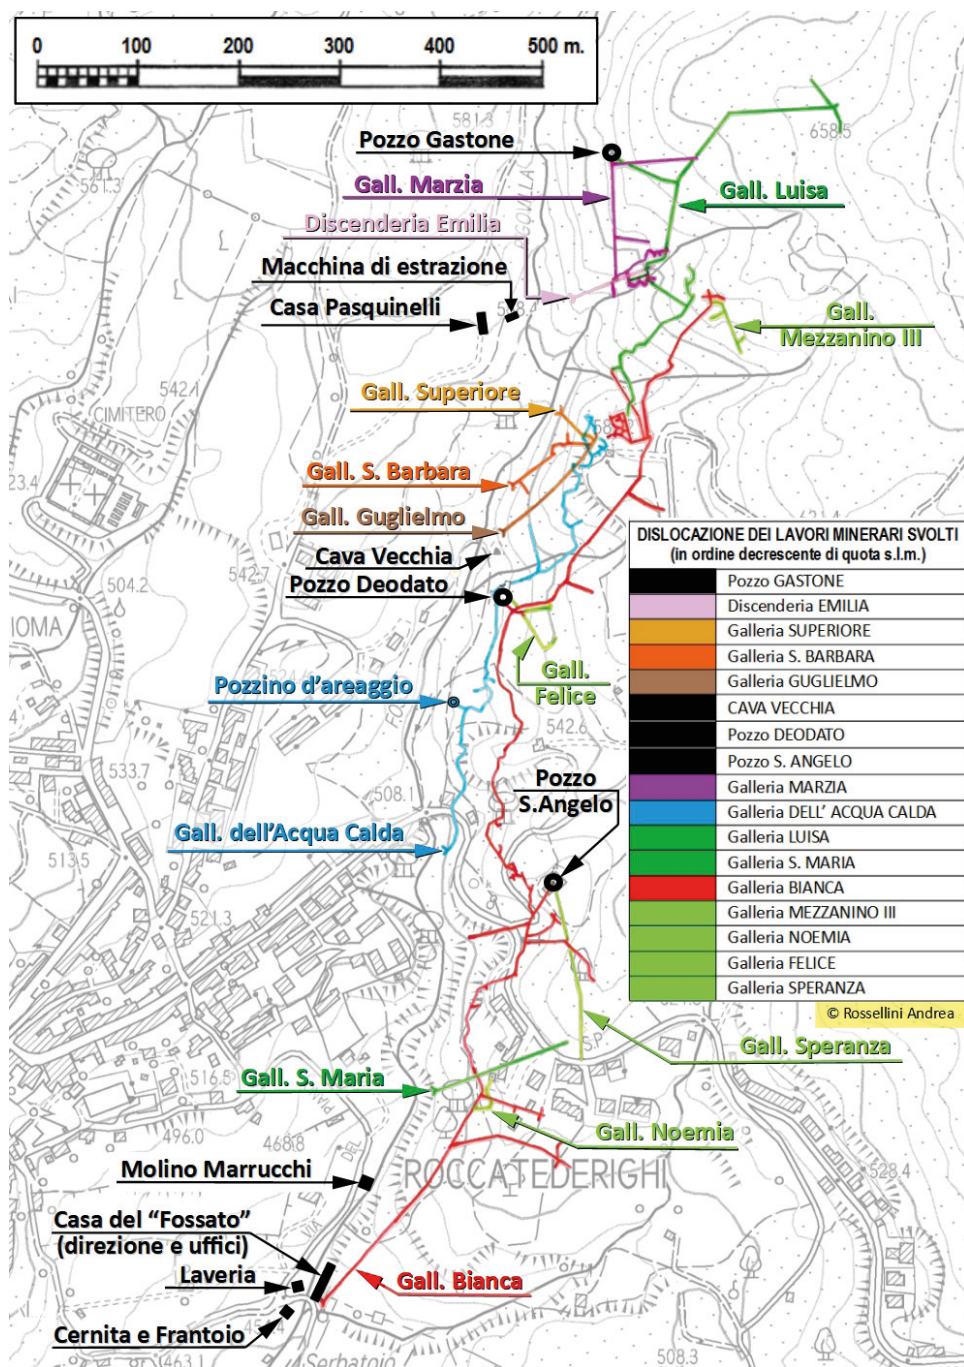 0 100 200 300 400 500 m.
581.3
561.3
658.5
Pozzo Gastone
Gall. Marzia
Gall. Luisa
Discenderia Emilia
Macchina di estrazione
Casa Pasquinelli
Gall.
Mezzanino III
542.1
CIMITERO
Gall. Superiore
Gall. S. Barbara
23.4
Gall. Guglielmo
Cava Vecchia
Pozzo Deodato
542.7
504.2
Gall.
Felice
Pozzino d'areaggio
542.6
533.7
508.1
Pozzo
S.Angelo
Gall. dell'Acqua Calda
513.5
521.3
DISLOCAZIONE DEI LAVORI MINERARI SVOLTI
(in ordine decrescente di quota s.l.m.)
Pozzo GASTONE
Discenderia EMILIA
Galleria SUPERIORE
Galleria S. BARBARA
Galleria GUGLIELMO
CAVA VECCHIA
Pozzo DEODATO
Pozzo S. ANGELO
Galleria MARZIA
Galleria DELL' ACQUA CALDA
Galleria LUISA
Galleria S. MARIA
Galleria BIANCA
Galleria MEZZANINO III
Galleria NOEMIA
Galleria FELICE
Galleria SPERANZA
© Rossellini Andrea
S.P.
Gall. Speranza
516.5
Gall. S. Maria
496.0
468.8
Gall. Noemia
DEL
Molino Marrucchi
ROCCATEDERIGHI
528.4
Casa del “Fossato”
(direzione e uffici)
Laveria
Gall. Bianca
Cernita e Frantoio
463.1
Serbatoio
508.3